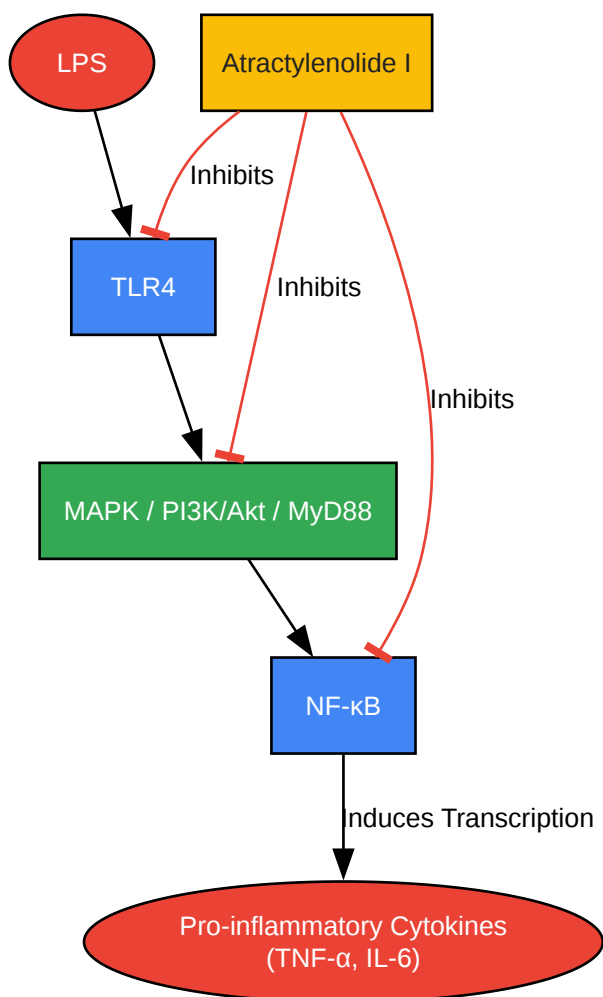 LPS
Atractylenolide I
Inhibits
TLR4
Inhibits
Inhibits
MAPK / PI3K/Akt / MyD88
NF-κB
Induces Transcription
Pro-inflammatory Cytokines
(TNF-α, IL-6)